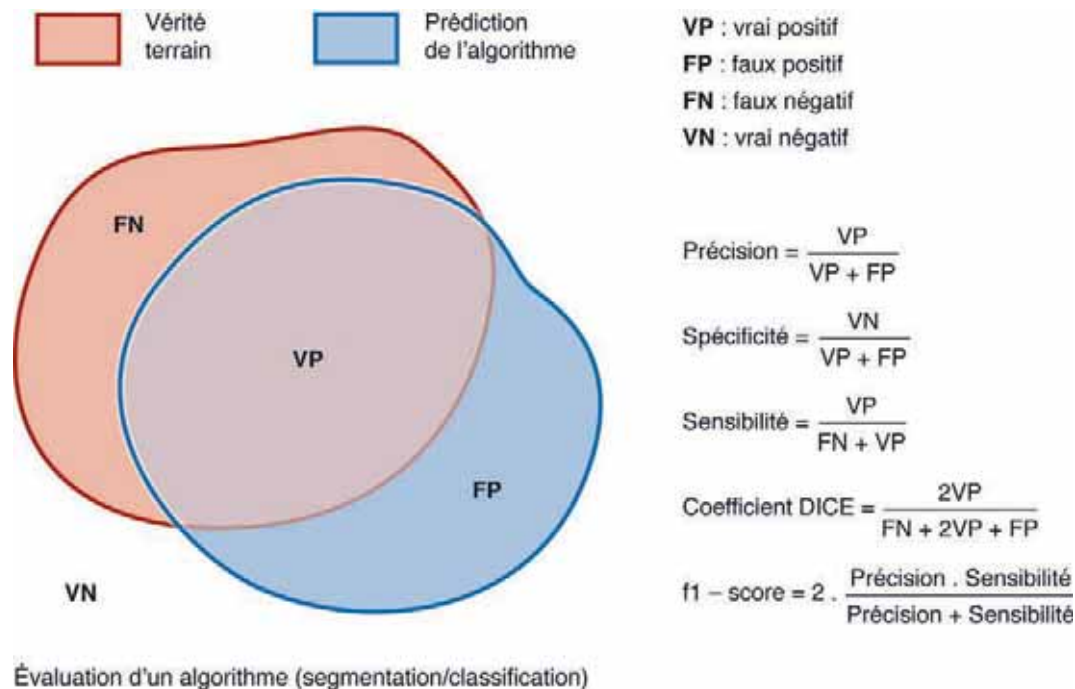 Vérité
terrain
Prédiction
de l'algorithme
VP : vrai positif
FP : faux positif
FN : faux négatif
VN : vrai négatif
FN
VP
FP
VN
Précision = VP / VP + FP
Spécificité = VN / VP + FP
Sensibilité = VP / FN + VP
Coefficient DICE = 2VP / FN + 2VP + FP
f1 – score = 2 . Précision . Sensibilité / Précision + Sensibilité
Évaluation d'un algorithme (segmentation/classification)